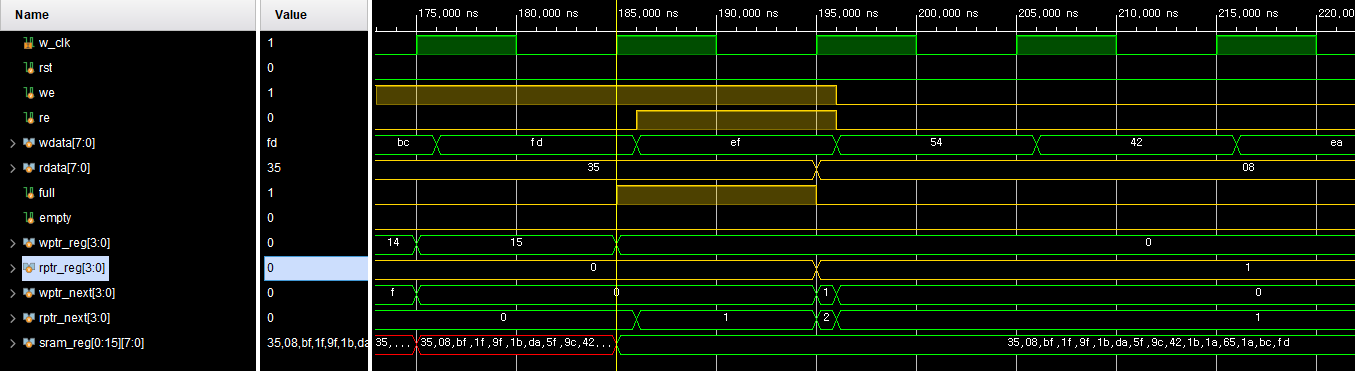 Name Value 175,000 ns 180,000 ns 185,000 ns 190,000 ns 195,000 ns 200,000 ns 205,000 ns 210,000 ns 215,000 ns 220,0
w_clk 1
rst 0
we 1
re 0
wdata[7:0] fd bc fd ef 54 42 ea
rdata[7:0] 35 35 08
full 1
empty 0
wptr_reg[3:0] 0 14 15 0
rptr_reg[3:0] 0 0 1
wptr_next[3:0] 0 f 0 1 0
rptr_next[3:0] 0 0 1 2 1
sram_reg[0:15][7:0] 35,08,bf,1f,9f,1b,da 35,... 35,08,bf,1f,9f,1b,da,5f,9c,42... 35,08,bf,1f,9f,1b,da,5f,9c,42,1b,1a,65,1a,bc,fd